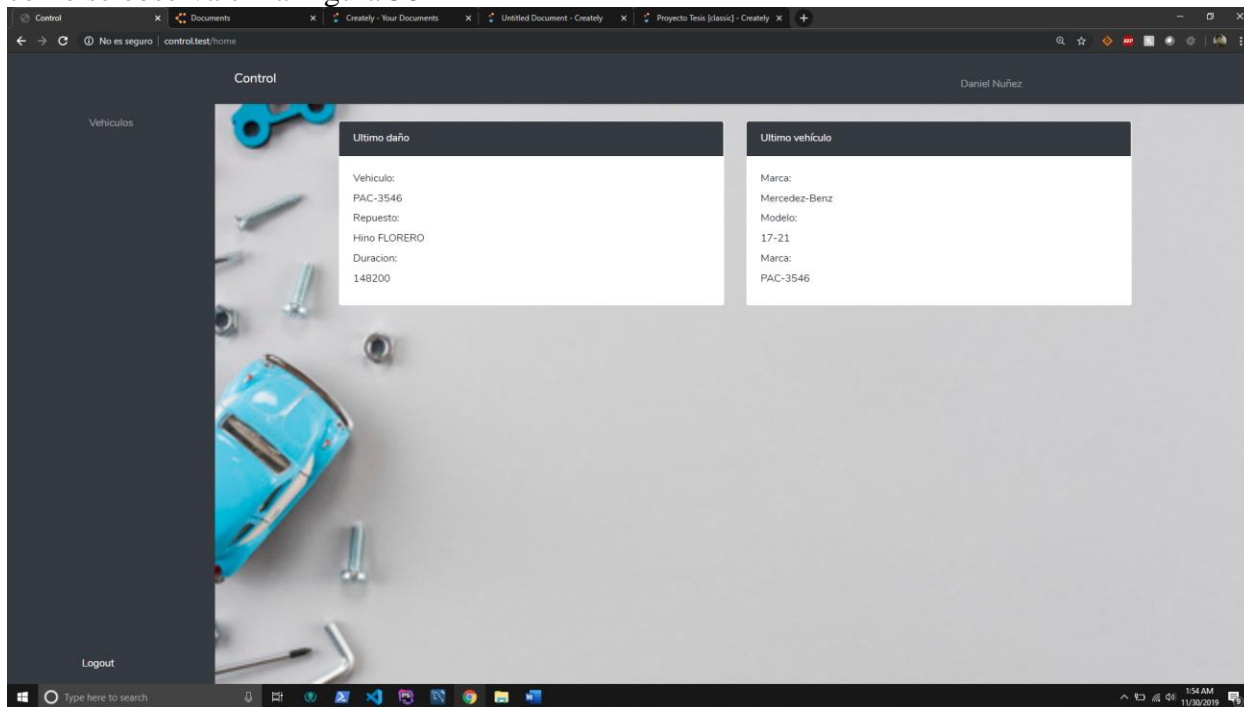 Control
Documents
Creately - Your Documents
Untitled Document - Creately
Proyecto Tesis [classic] - Creately
No es seguro
control.test/home
ABP
Control
Daniel Nuñez
Vehiculos
Ultimo daño
Vehiculo:
PAC-3546
Repuesto:
Hino FLORERO
Duracion:
148200
Ultimo vehículo
Marca:
Mercedez-Benz
Modelo:
17-21
Marca:
PAC-3546
Logout
Type here to search
1:54 AM
11/30/2019